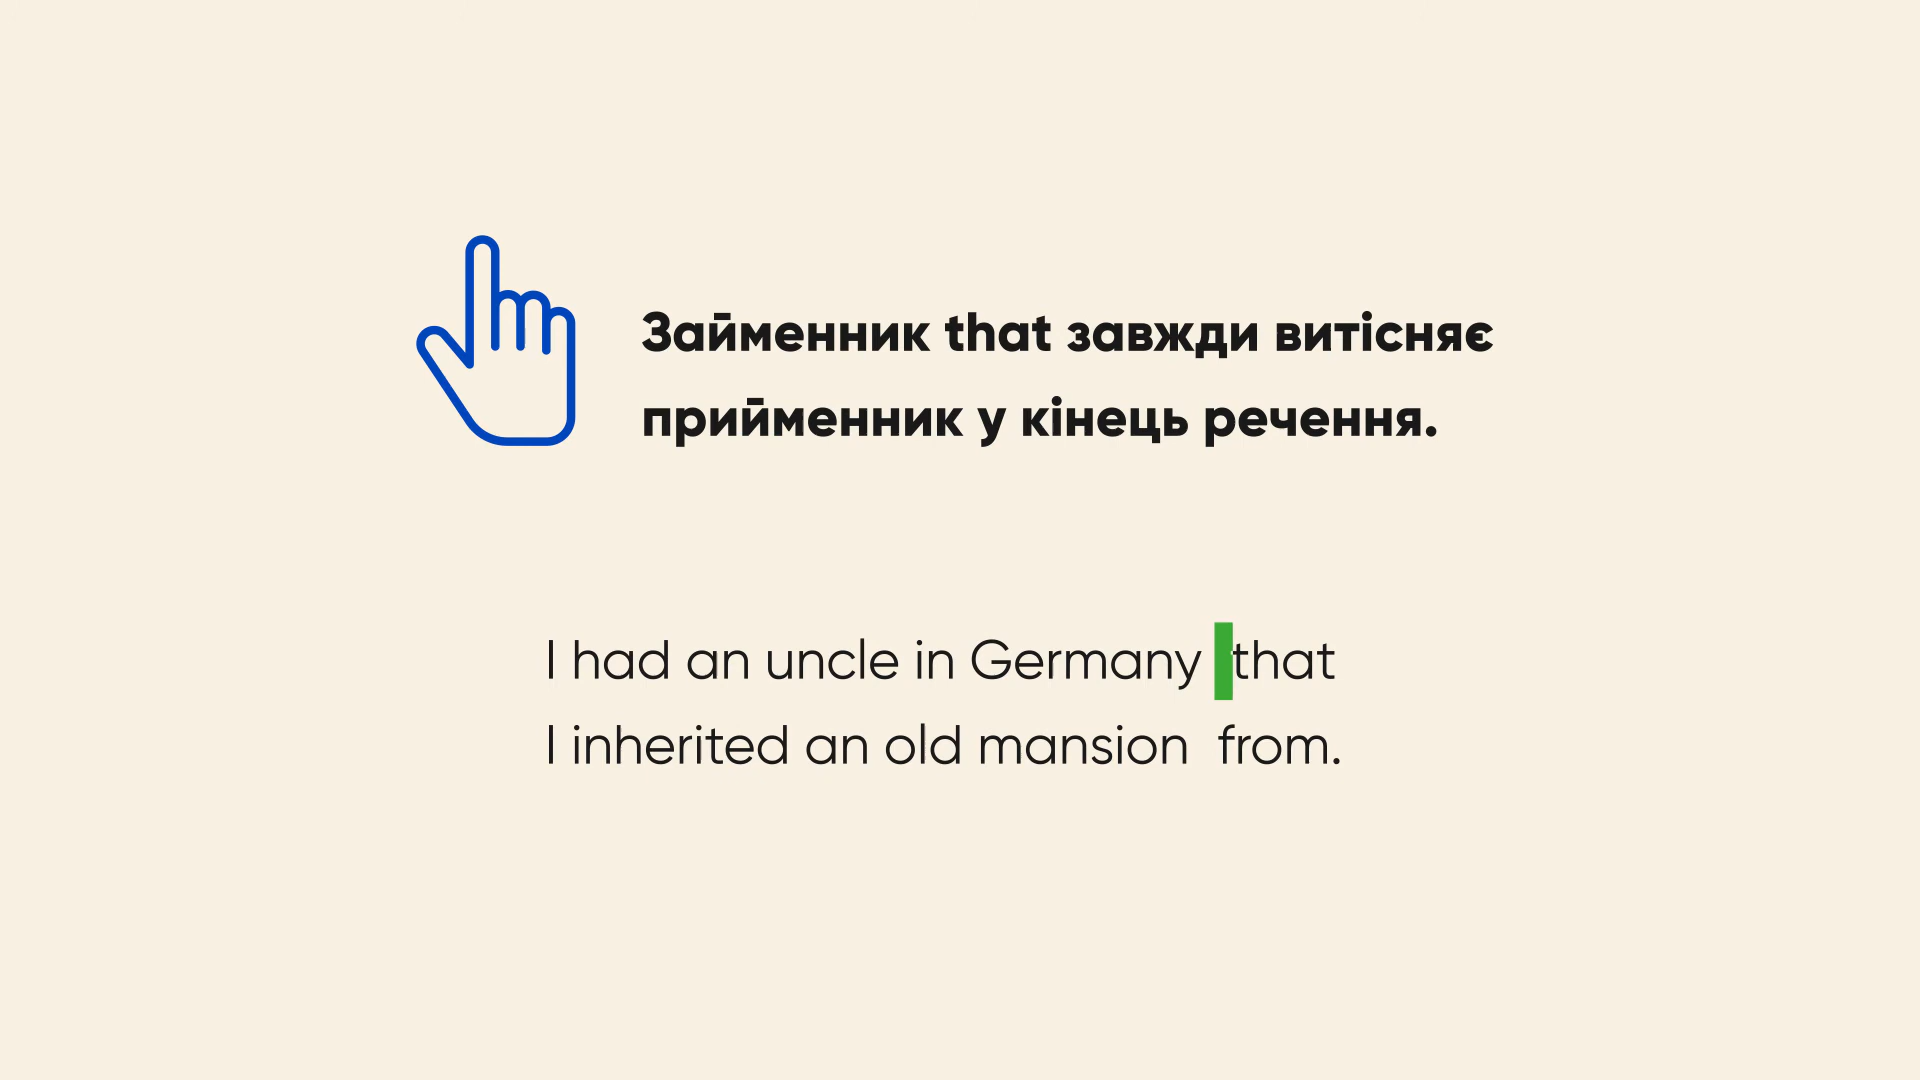 Займенник that завжди витісняє
прийменник у кінець речення.
I had an uncle in Germany that
I inherited an old mansion from.